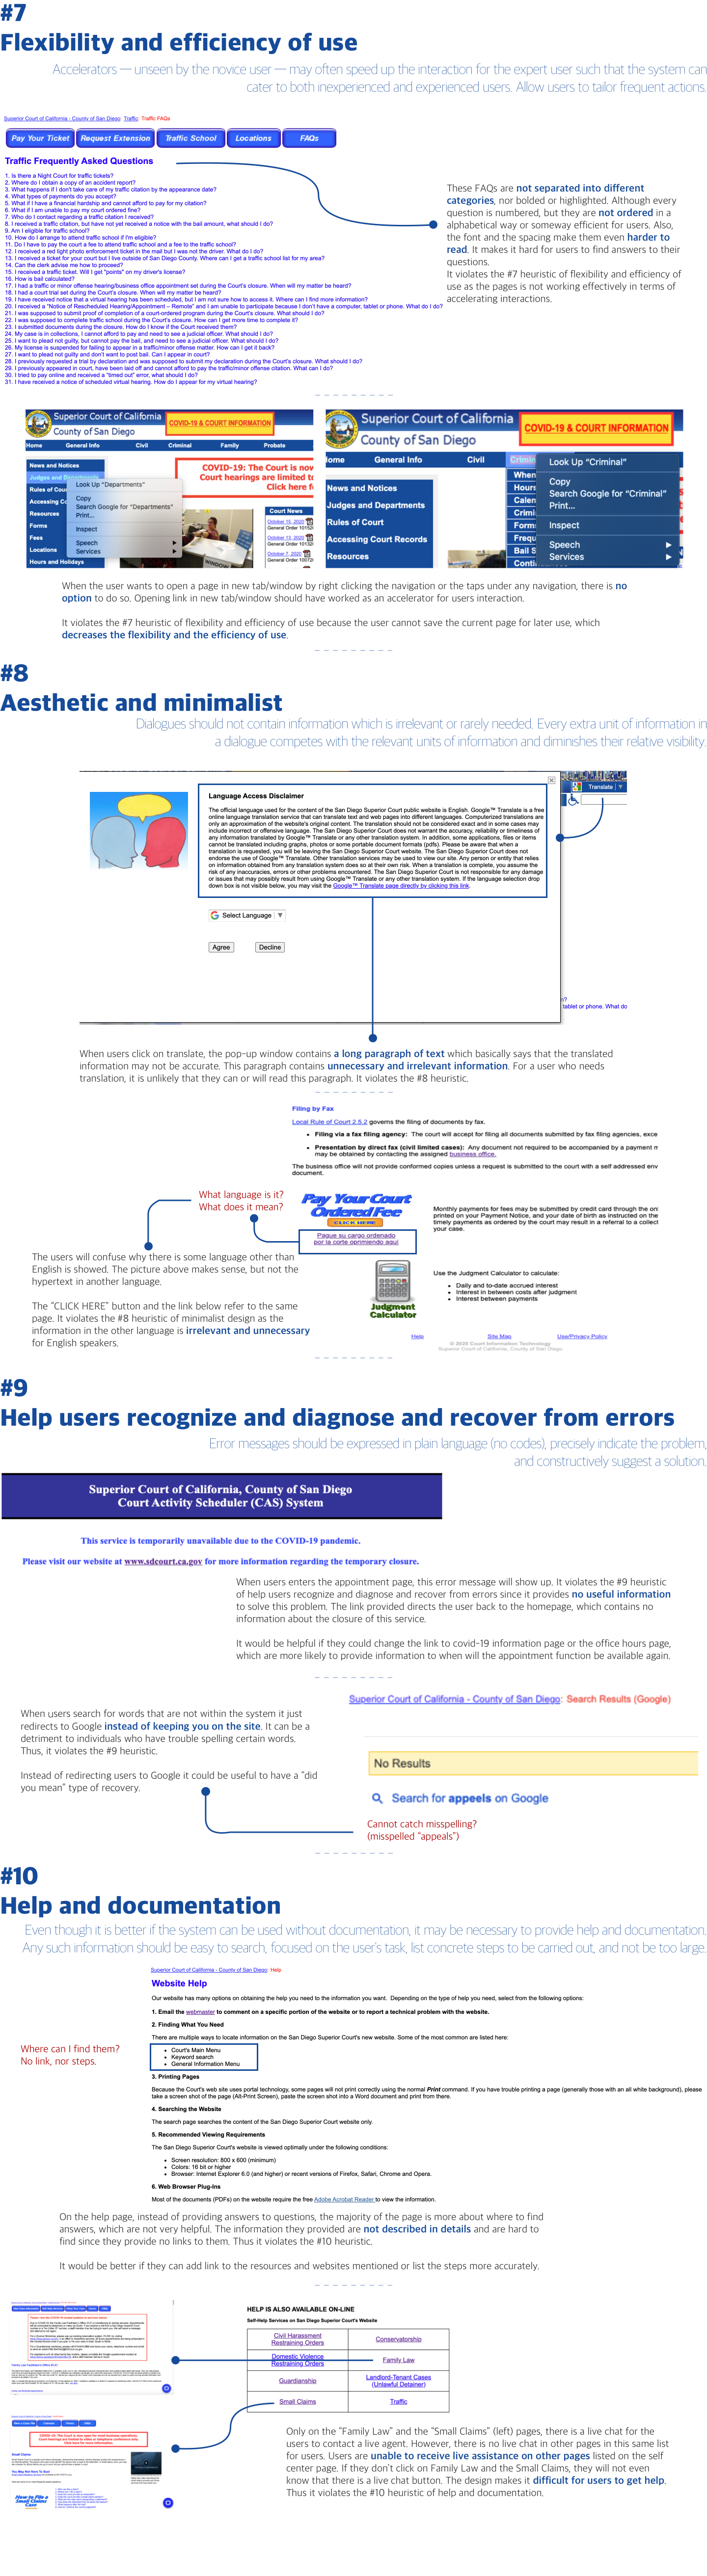 #7
Flexibility and efficiency of use
Accelerators — unseen by the novice user — may often speed up the interaction for the expert user such that the system can
cater to both inexperienced and experienced users. Allow users to tailor frequent actions.
Superior Court of California - County of San Diego: Traffic: Traffic FAQs
Pay Your Ticket Request Extension Traffic School Locations FAQs
Traffic Frequently Asked Questions
1. Is there a Night Court for traffic tickets?
2. Where do I obtain a copy of an accident report?
3. What happens if I don't take care of my traffic citation by the appearance date?
4. What types of payments do you accept?
5. What if I have a financial hardship and cannot afford to pay for my citation?
6. What if I am unable to pay my court ordered fine?
7. Who do I contact regarding a traffic citation I received?
8. I received a traffic citation, but have not yet received a notice with the bail amount, what should I do?
9. Am I eligible for traffic school?
10. How do I arrange to attend traffic school if I'm eligible?
11. Do I have to pay the court a fee to attend traffic school and a fee to the traffic school?
12. I received a red light photo enforcement ticket in the mail but I was not the driver. What do I do?
13. I received a ticket for your court but I live outside of San Diego County. Where can I get a traffic school list for my area?
14. Can the clerk advise me how to proceed?
15. I received a traffic ticket. Will I get "points" on my driver's license?
16. How is bail calculated?
17. I had a traffic or minor offense hearing/business office appointment set during the Court's closure. When will my matter be heard?
18. I had a court trial set during the Court's closure. When will my matter be heard?
19. I have received notice that a virtual hearing has been scheduled, but I am not sure how to access it. Where can I find more information?
20. I received a "Notice of Rescheduled Hearing/Appointment – Remote" and I am unable to participate because I don't have a computer, tablet or phone. What do I do?
21. I was supposed to submit proof of completion of a court-ordered program during the Court's closure. What should I do?
22. I was supposed to complete traffic school during the Court's closure. How can I get more time to complete it?
23. I submitted documents during the closure. How do I know if the Court received them?
24. My case is in collections, I cannot afford to pay and need to see a judicial officer. What should I do?
25. I want to plead not guilty, but cannot pay the bail, and need to see a judicial officer. What should I do?
26. My license is suspended for failing to appear in a traffic/minor offense matter. How can I get it back?
27. I want to plead not guilty and don't want to post bail. Can I appear in court?
28. I previously requested a trial by declaration and was supposed to submit my declaration during the Court's closure. What should I do?
29. I previously appeared in court, have been laid off and cannot afford to pay the traffic/minor offense citation. What can I do?
30. I tried to pay online and received a "timed out" error, what should I do?
31. I have received a notice of scheduled virtual hearing. How do I appear for my virtual hearing?
These FAQs are not separated into different
categories, nor bolded or highlighted. Although every
question is numbered, but they are not ordered in a
alphabetical way or someway efficient for users. Also,
the font and the spacing make them even harder to
read. It makes it hard for users to find answers to their
questions.
It violates the #7 heuristic of flexibility and efficiency of
use as the pages is not working effectively in terms of
accelerating interactions.
Superior Court of California
County of San Diego
COVID-19 & COURT INFORMATION
Home General Info Civil Criminal Family Probate
News and Notices
Judges and Departments
Rules of Cou
Accessing Co
Resources
Forms
Fees
Locations
Hours and Holidays
Look Up "Departments"
Copy
Search Google for "Departments"
Print...
Inspect
Speech
Services
COVID-19: The Court is now
Court hearings are limited t
Click here f
Court News
October 15, 2020
General Order 10152
October 13, 2020
General Order 10132
October 7, 2020
General Order 10072
Superior Court of California
County of San Diego
COVID-19 & COURT INFORMATION
Home General Info Civil Crimin
News and Notices
Judges and Departments
Rules of Court
Accessing Court Records
Resources
When
Hours
Calen
Crimi
Form
Frequ
Bail S
Conti
Look Up "Criminal"
Copy
Search Google for "Criminal"
Print...
Inspect
Speech
Services
When the user wants to open a page in new tab/window by right clicking the navigation or the taps under any navigation, there is no
option to do so. Opening link in new tab/window should have worked as an accelerator for users interaction.
It violates the #7 heuristic of flexibility and efficiency of use because the user cannot save the current page for later use, which
decreases the flexibility and the efficiency of use.
#8
Aesthetic and minimalist
Dialogues should not contain information which is irrelevant or rarely needed. Every extra unit of information in
a dialogue competes with the relevant units of information and diminishes their relative visibility.
Translate
Language Access Disclaimer
The official language used for the content of the San Diego Superior Court public website is English. Google™ Translate is a free
online language translation service that can translate text and web pages into different languages. Computerized translations are
only an approximation of the website's original content. The translation should not be considered exact and in some cases may
include incorrect or offensive language. The San Diego Superior Court does not warrant the accuracy, reliability or timeliness of
any information translated by Google™ Translate or any other translation system. In addition, some applications, files or items
cannot be translated including graphs, photos or some portable document formats (pdfs). Please be aware that when a
translation is requested, you will be leaving the San Diego Superior Court website. The San Diego Superior Court does not
endorse the use of Google™ Translate. Other translation services may be used to view our site. Any person or entity that relies
on information obtained from any translation system does so at their own risk. When a translation is complete, you assume the
risk of any inaccuracies, errors or other problems encountered. The San Diego Superior Court is not responsible for any damage
or issues that may possibly result from using Google™ Translate or any other translation system. If the language selection drop
down box is not visible below, you may visit the Google™ Translate page directly by clicking this link.
Select Language
Agree Decline
n?
tablet or phone. What do
When users click on translate, the pop-up window contains a long paragraph of text which basically says that the translated
information may not be accurate. This paragraph contains unnecessary and irrelevant information. For a user who needs
translation, it is unlikely that they can or will read this paragraph. It violates the #8 heuristic.
Filing by Fax
Local Rule of Court 2.5.2 governs the filing of documents by fax.
Filing via a fax filing agency: The court will accept for filing all documents submitted by fax filing agencies, exce
Presentation by direct fax (civil limited cases): Any document not required to be accompanied by a payment m
may be obtained by contacting the assigned business office.
The business office will not provide conformed copies unless a request is submitted to the court with a self addressed env
document.
What language is it?
What does it mean?
Pay Your Court
Ordered Fee
CLICK HERE
Pague su cargo ordenado
por la corte oprimiendo aquí
Monthly payments for fees may be submitted by credit card through the onl
printed on your Payment Notice, and your date of birth as instructed on the
timely payments as ordered by the court may result in a referral to a collect
your case.
The users will confuse why there is some language other than
English is showed. The picture above makes sense, but not the
hypertext in another language.
The "CLICK HERE" button and the link below refer to the same
page. It violates the #8 heuristic of minimalist design as the
information in the other language is irrelevant and unnecessary
for English speakers.
Judgment
Calculator
Use the Judgment Calculator to calculate:
Daily and to-date accrued interest
Interest in between costs after judgment
Interest between payments
Help Site Map Use/Privacy Policy
© 2020 Court Information Technology
Superior Court of California, County of San Diego
#9
Help users recognize and diagnose and recover from errors
Error messages should be expressed in plain language (no codes), precisely indicate the problem,
and constructively suggest a solution.
Superior Court of California, County of San Diego
Court Activity Scheduler (CAS) System
This service is temporarily unavailable due to the COVID-19 pandemic.
Please visit our website at www.sdcourt.ca.gov for more information regarding the temporary closure.
When users enters the appointment page, this error message will show up. It violates the #9 heuristic
of help users recognize and diagnose and recover from errors since it provides no useful information
to solve this problem. The link provided directs the user back to the homepage, which contains no
information about the closure of this service.
It would be helpful if they could change the link to covid-19 information page or the office hours page,
which are more likely to provide information to when will the appointment function be available again.
Superior Court of California - County of San Diego: Search Results (Google)
When users search for words that are not within the system it just
redirects to Google instead of keeping you on the site. It can be a
detriment to individuals who have trouble spelling certain words.
Thus, it violates the #9 heuristic.
Instead of redirecting users to Google it could be useful to have a "did
you mean" type of recovery.
No Results
Search for appeels on Google
Cannot catch misspelling?
(misspelled "appeals")
#10
Help and documentation
Even though it is better if the system can be used without documentation, it may be necessary to provide help and documentation.
Any such information should be easy to search, focused on the user's task, list concrete steps to be carried out, and not be too large.
Superior Court of California - County of San Diego: Help
Website Help
Our website has many options on obtaining the help you need to the information you want. Depending on the type of help you need, select from the following options:
1. Email the webmaster to comment on a specific portion of the website or to report a technical problem with the website.
2. Finding What You Need
There are multiple ways to locate information on the San Diego Superior Court's new website. Some of the most common are listed here:
Where can I find them?
No link, nor steps.
Court's Main Menu
Keyword search
General Information Menu
3. Printing Pages
Because the Court's web site uses portal technology, some pages will not print correctly using the normal Print command. If you have trouble printing a page (generally those with an all white background), please
take a screen shot of the page (Alt-Print Screen), paste the screen shot into a Word document and print from there.
4. Searching the Website
The search page searches the content of the San Diego Superior Court website only.
5. Recommended Viewing Requirements
The San Diego Superior Court's website is viewed optimally under the following conditions:
Screen resolution: 800 x 600 (minimum)
Colors: 16 bit or higher
Browser: Internet Explorer 6.0 (and higher) or recent versions of Firefox, Safari, Chrome and Opera.
6. Web Browser Plug-Ins
Most of the documents (PDFs) on the website require the free Adobe Acrobat Reader to view the information.
On the help page, instead of providing answers to questions, the majority of the page is more about where to find
answers, which are not very helpful. The information they provided are not described in details and are hard to
find since they provide no links to them. Thus it violates the #10 heuristic.
It would be better if they can add link to the resources and websites mentioned or list the steps more accurately.
HELP IS ALSO AVAILABLE ON-LINE
Self-Help Services on San Diego Superior Court's Website
Civil Harassment
Restraining Orders
Conservatorship
Domestic Violence
Restraining Orders
Family Law
Guardianship
Landlord-Tenant Cases
(Unlawful Detainer)
Small Claims
Traffic
Small Claims
How to File a
Small Claims
Case
Only on the "Family Law" and the "Small Claims" (left) pages, there is a live chat for the
users to contact a live agent. However, there is no live chat in other pages in this same list
for users. Users are unable to receive live assistance on other pages listed on the self
center page. If they don't click on Family Law and the Small Claims, they will not even
know that there is a live chat button. The design makes it difficult for users to get help.
Thus it violates the #10 heuristic of help and documentation.